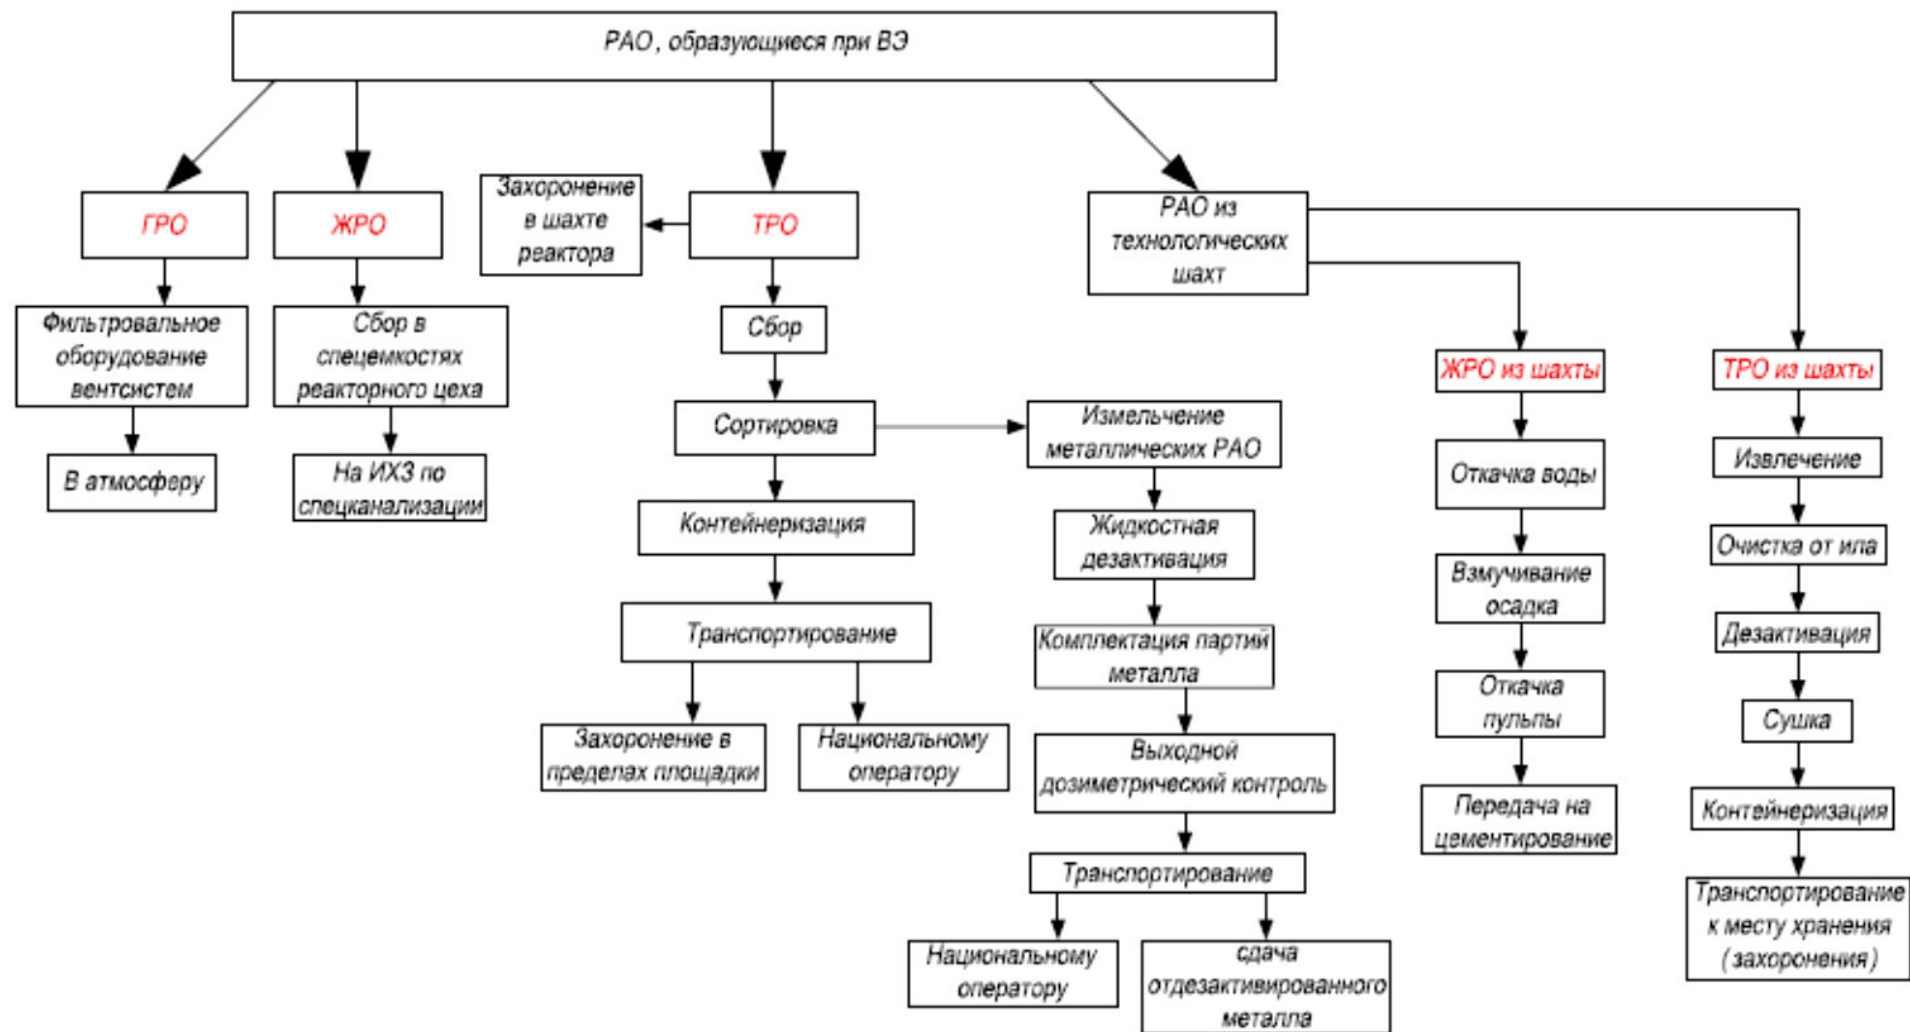 РАО, образующиеся при ВЭ
ГРО
Фильтровальное
оборудование
вентсистем
В атмосферу
ЖРО
Сбор в
спецемкостях
реакторного цеха
На ИХЗ по
спецканализации
Захоронение
в шахте
реактора
ТРО
Сбор
Сортировка
Контейнеризация
Транспортирование
Захоронение в
пределах площадки
Национальному
оператору
Измельчение
металлических РАО
Жидкостная
дезактивация
Комплектация партий
металла
Выходной
дозиметрический контроль
Транспортирование
Национальному
оператору
сдача
отдезактивированного
металла
РАО из
технологических
шахт
ЖРО из шахты
Откачка воды
Взмучивание
осадка
Откачка
пульпы
Передача на
цементирование
ТРО из шахты
Извлечение
Очистка от ила
Дезактивация
Сушка
Контейнеризация
Транспортирование
к месту хранения
(захоронения)